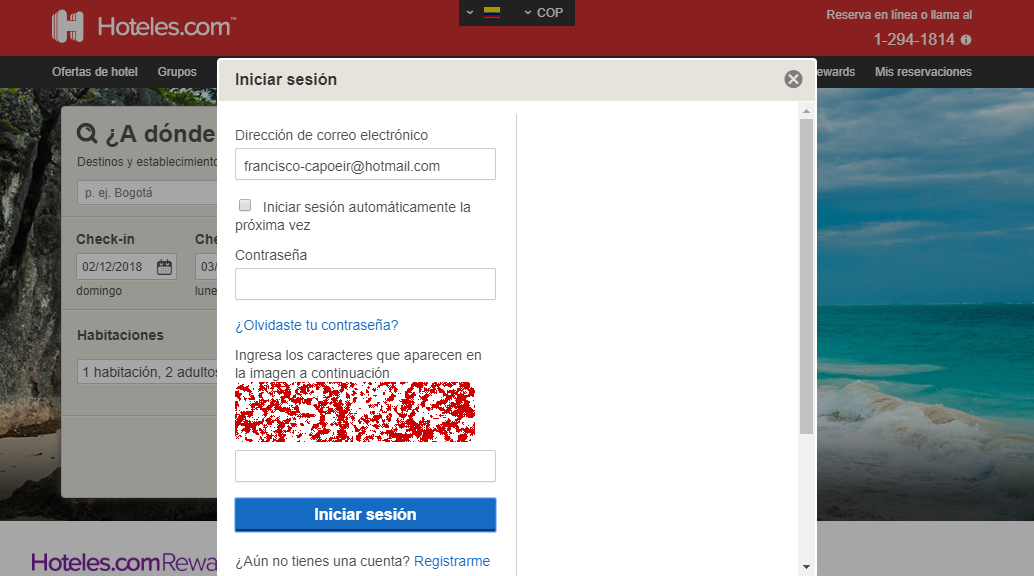 Hoteles.com™
COP
Reserva en línea o llama al
1-294-1814
Ofertas de hotel
Grupos
ewards
Mis reservaciones
Iniciar sesión
¿A dónde
Destinos y establecimiento
p. ej. Bogotá
Check-in
Che
02/12/2018
03/
domingo
lune
Habitaciones
1 habitación, 2 adultos
Dirección de correo electrónico
francisco-capoeir@hotmail.com
Iniciar sesión automáticamente la
próxima vez
Contraseña
¿Olvidaste tu contraseña?
Ingresa los caracteres que aparecen en
la imagen a continuación
Iniciar sesión
¿Aún no tienes una cuenta? Registrarme
Hoteles.com Rewa